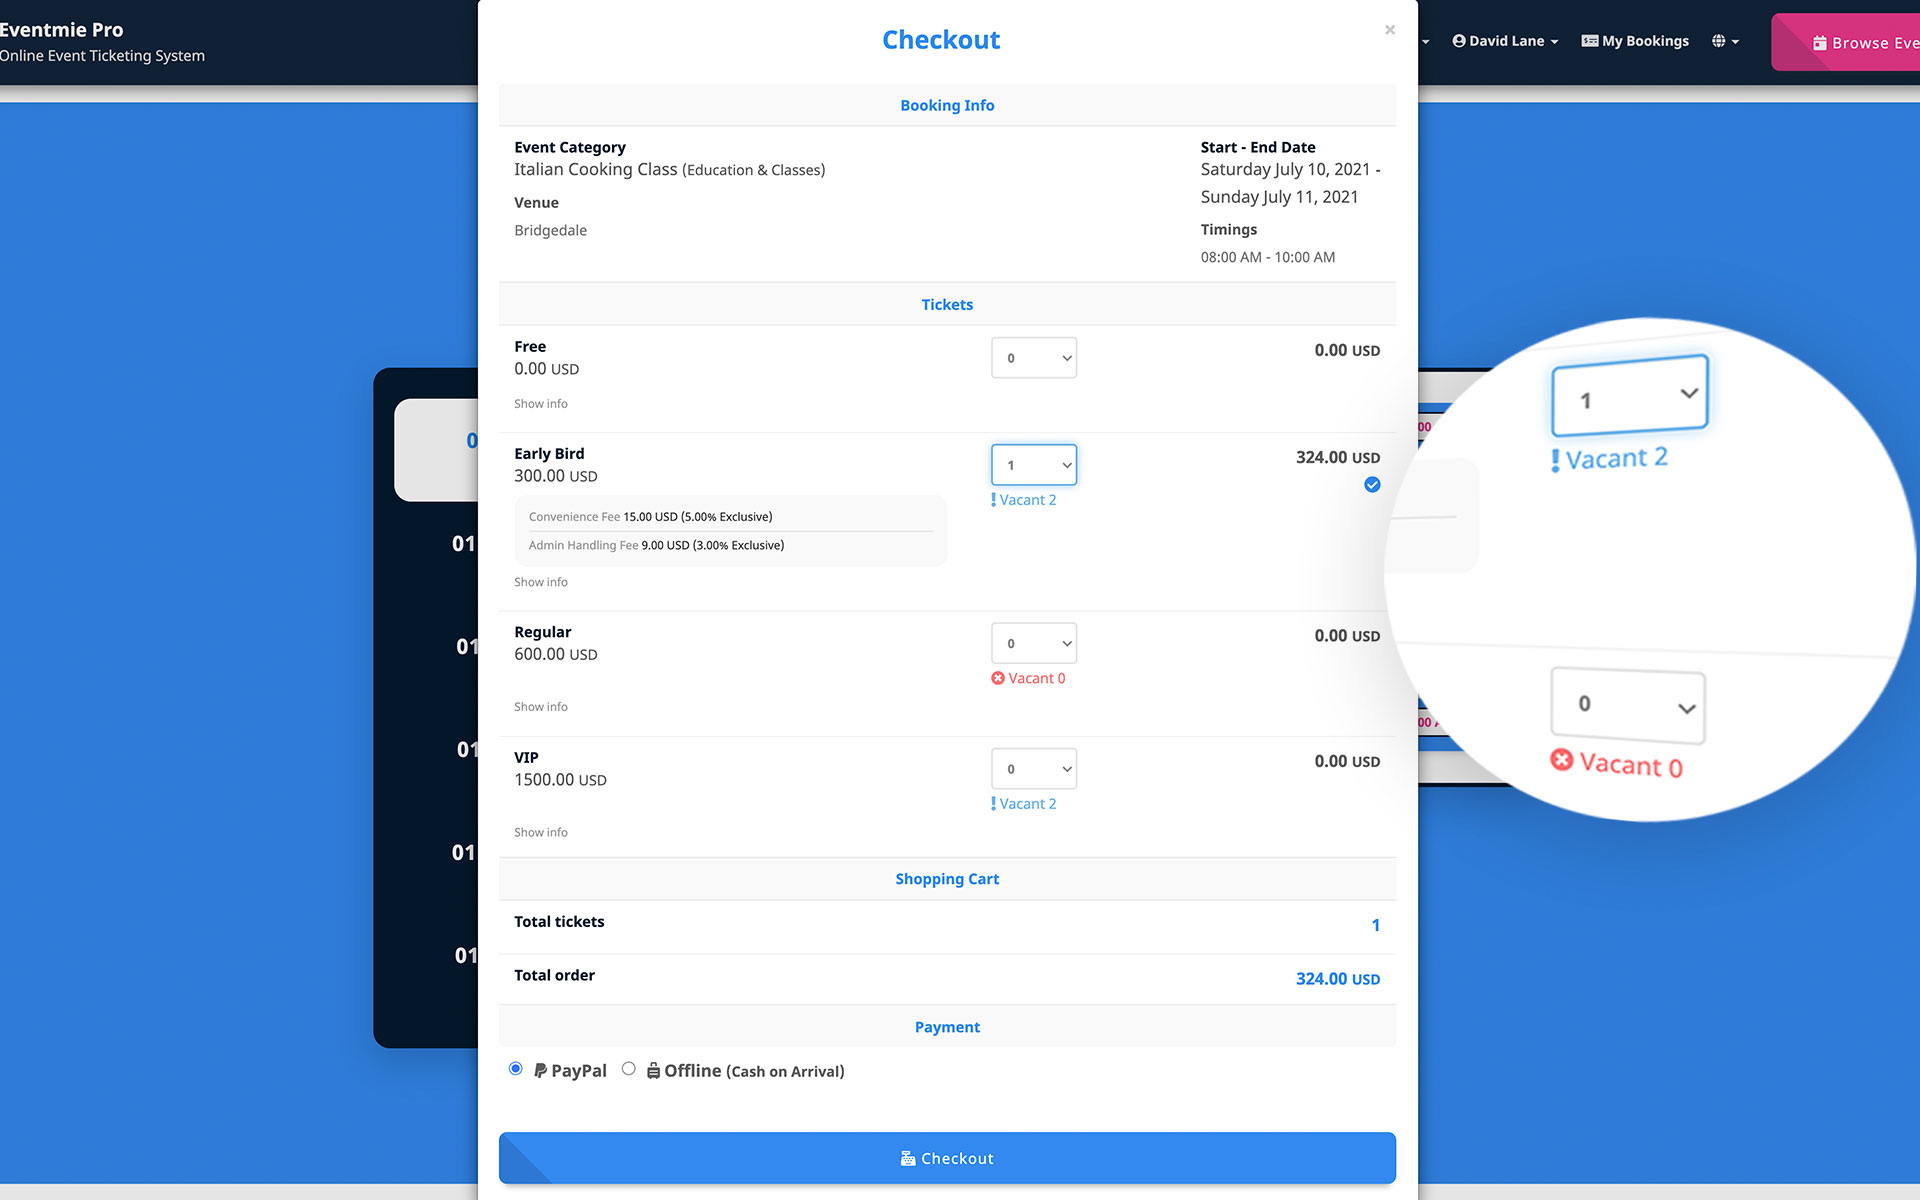 Eventmie Pro
Online Event Ticketing System
David Lane
My Bookings
Browse Eve
Checkout
×
Booking Info
Event Category
Italian Cooking Class (Education & Classes)
Venue
Bridgedale
Start - End Date
Saturday July 10, 2021 -
Sunday July 11, 2021
Timings
08:00 AM - 10:00 AM
Tickets
Free
0.00 USD
Show info
0
0.00 USD
Early Bird
300.00 USD
Convenience Fee 15.00 USD (5.00% Exclusive)
Admin Handling Fee 9.00 USD (3.00% Exclusive)
Show info
1
Vacant 2
324.00 USD
Regular
600.00 USD
Show info
0
Vacant 0
0.00 USD
VIP
1500.00 USD
Show info
0
Vacant 2
0.00 USD
Shopping Cart
Total tickets
1
Total order
324.00 USD
Payment
PayPal
Offline (Cash on Arrival)
Checkout
0
01
01
01
01
01
00
00 A
1
Vacant 2
0
Vacant 0